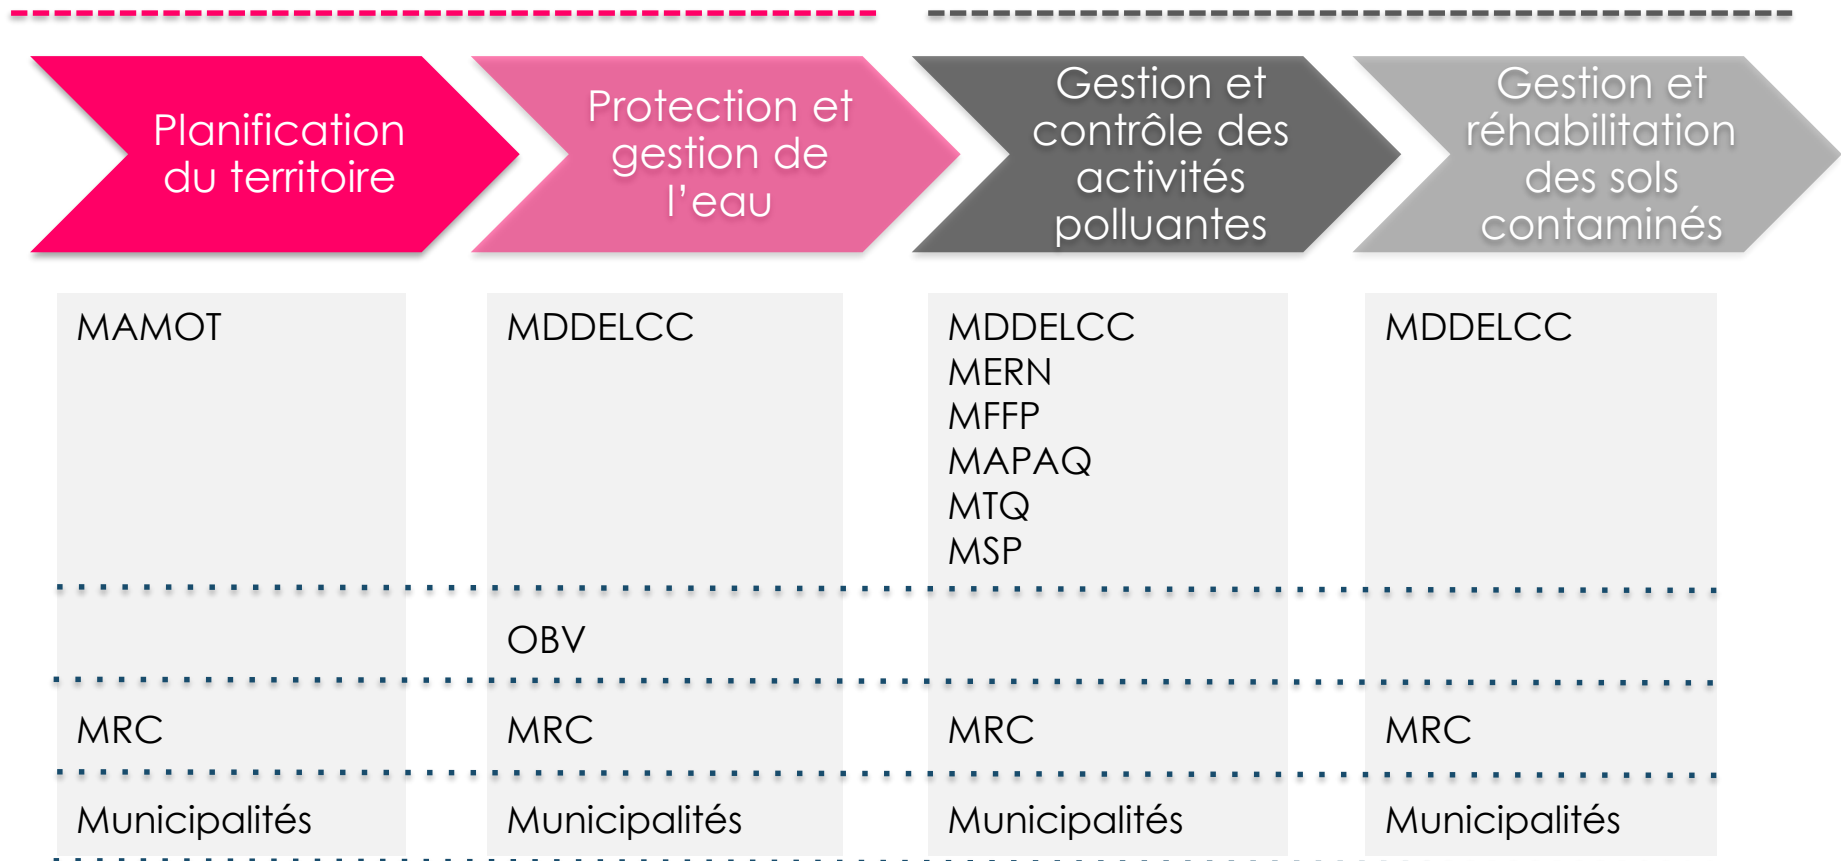 Planification
du territoire
Protection et
gestion de
l'eau
Gestion et
contrôle des
activités
polluantes
Gestion et
réhabilitation
des sols
contaminés
MAMOT
MDDELCC
MDDELCC
MERN
MFFP
MAPAQ
MTQ
MSP
MDDELCC
OBV
MRC
MRC
MRC
MRC
Municipalités
Municipalités
Municipalités
Municipalités